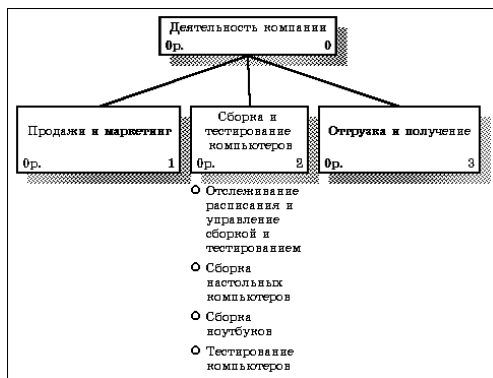 Деятельность компании
0р. 0
Продажи и маркетинг
0р. 1
Сборка и
тестирование
компьютеров
0р. 2
Отгрузка и получение
0р. 3
Отслеживание
расписания и
управление
сборкой и
тестированием
Сборка
настольных
компьютеров
Сборка
ноутбуков
Тестирование
компьютеров